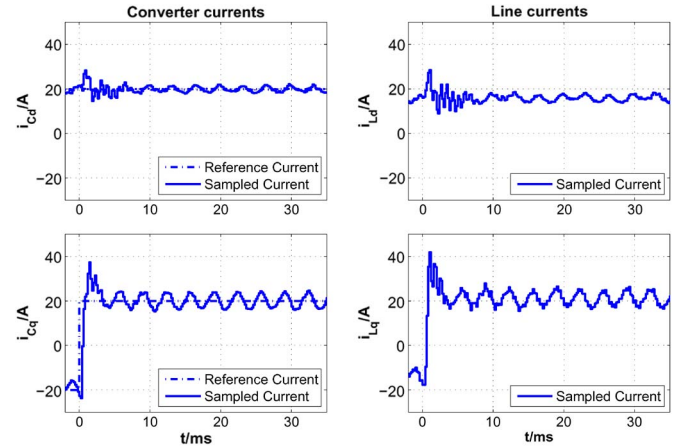 Converter currents
Line currents
i_Cd/A
40
20
0
−20
0
10
20
30
Reference Current
Sampled Current
i_Ld/A
40
20
0
−20
0
10
20
30
Sampled Current
i_Cq/A
40
20
0
−20
0
10
20
30
t/ms
Reference Current
Sampled Current
i_Lq/A
40
20
0
−20
0
10
20
30
t/ms
Sampled Current